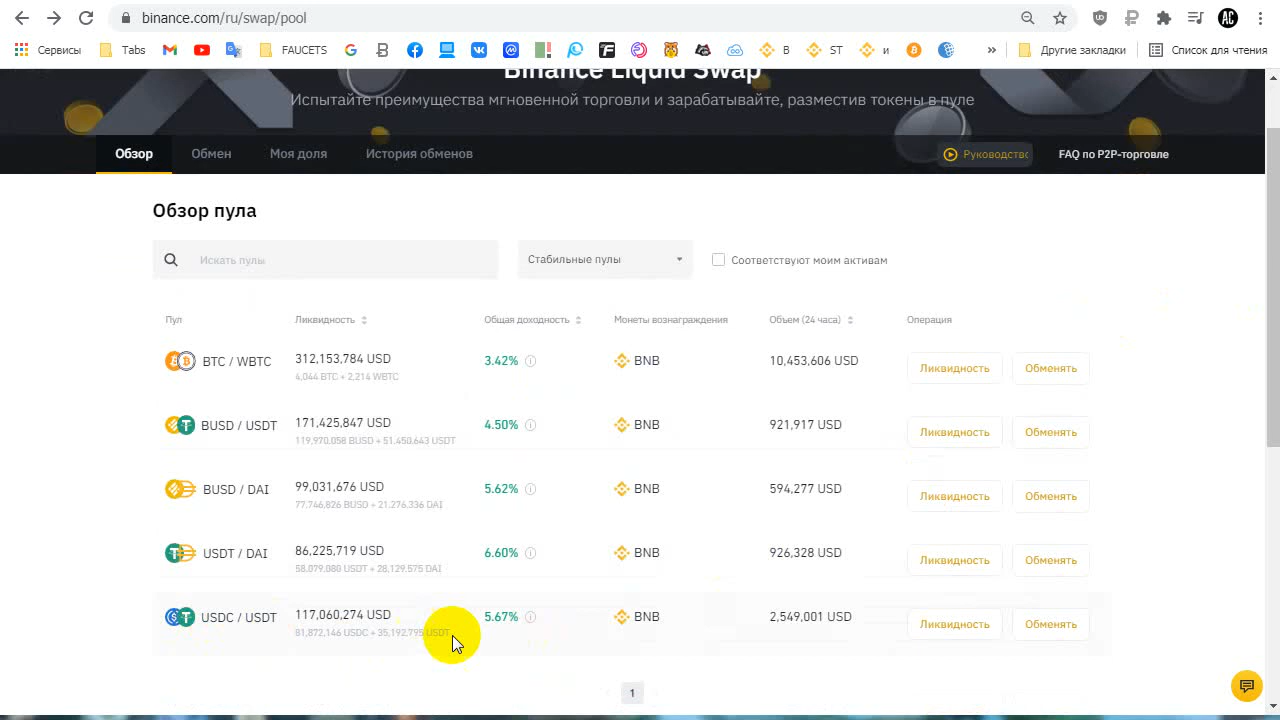 binance.com/ru/swap/pool
Сервисы Tabs FAUCETS B ST и » Другие закладки Список для чтения
Binance Liquid Swap
Испытайте преимущества мгновенной торговли и зарабатывайте, разместив токены в пуле
Обзор Обмен Моя доля История обменов Руководство FAQ по P2P-торговле
Обзор пула
Искать пулы Стабильные пулы Соответствуют моим активам
Пул Ликвидность Общая доходность Монеты вознаграждения Объем (24 часа) Операция
BTC / WBTC 312,153,784 USD 3.42% BNB 10,453,606 USD Ликвидность Обменять
4,044 BTC + 2,214 WBTC
BUSD / USDT 171,425,847 USD 4.50% BNB 921,917 USD Ликвидность Обменять
119,970,058 BUSD + 51,450,643 USDT
BUSD / DAI 99,031,676 USD 5.62% BNB 594,277 USD Ликвидность Обменять
77,746,826 BUSD + 21,276,336 DAI
USDT / DAI 86,225,719 USD 6.60% BNB 926,328 USD Ликвидность Обменять
58,079,080 USDT + 28,129,575 DAI
USDC / USDT 117,060,274 USD 5.67% BNB 2,549,001 USD Ликвидность Обменять
81,872,146 USDC + 35,192,795 USDT
1